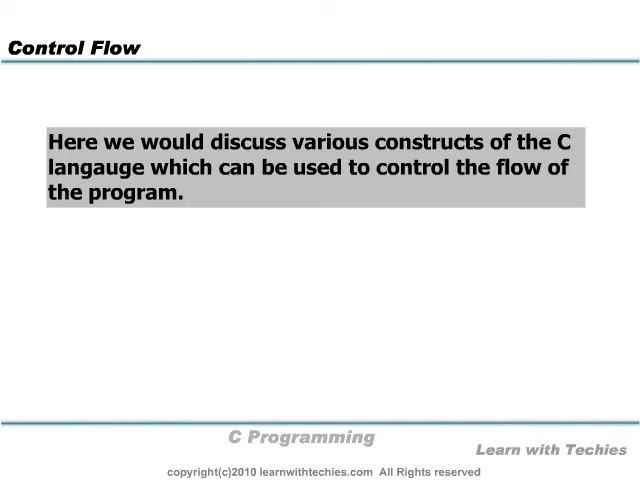 Control Flow
Here we would discuss various constructs of the C
langauge which can be used to control the flow of
the program.
C Programming
Learn with Techies
copyright(c)2010 learnwithtechies.com  All Rights reserved